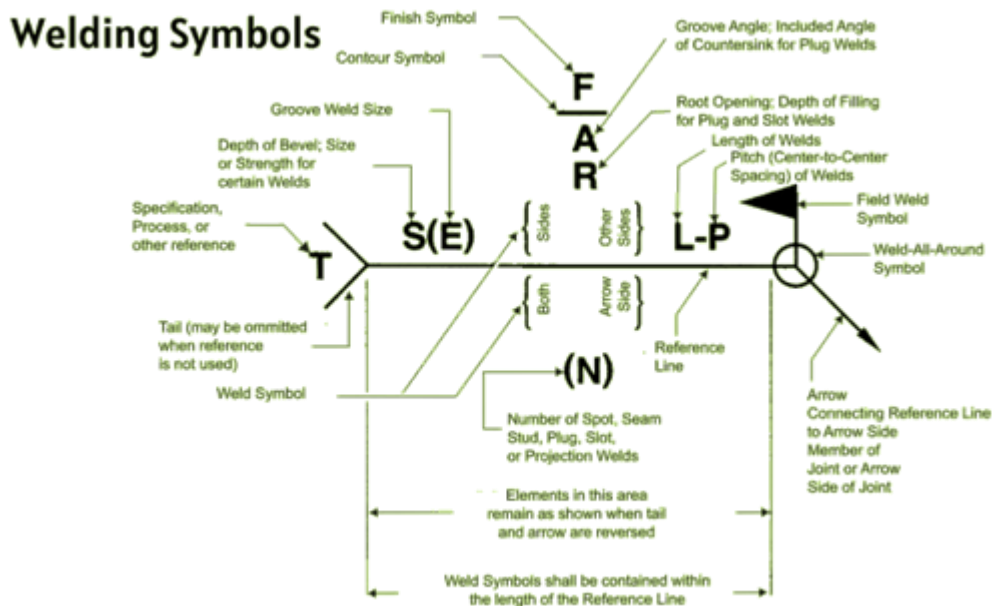 Welding Symbols
Finish Symbol
Contour Symbol
Groove Weld Size
Depth of Bevel; Size
or Strength for
certain Welds
Specification,
Process, or
other reference
Groove Angle; Included Angle
of Countersink for Plug Welds
Root Opening; Depth of Filling
for Plug and Slot Welds
Length of Welds
Pitch (Center-to-Center
Spacing) of Welds
Field Weld
Symbol
Weld-All-Around
Symbol
F
A
R
S(E)
Sides
Other
Sides
L-P
T
Both
Arrow
Side
Tail (may be ommitted
when reference
is not used)
Weld Symbol
Reference
Line
(N)
Number of Spot, Seam
Stud, Plug, Slot,
or Projection Welds
Arrow
Connecting Reference Line
to Arrow Side
Member of
Joint or Arrow
Side of Joint
Elements in this area
remain as shown when tail
and arrow are reversed
Weld Symbols shall be contained within
the length of the Reference Line